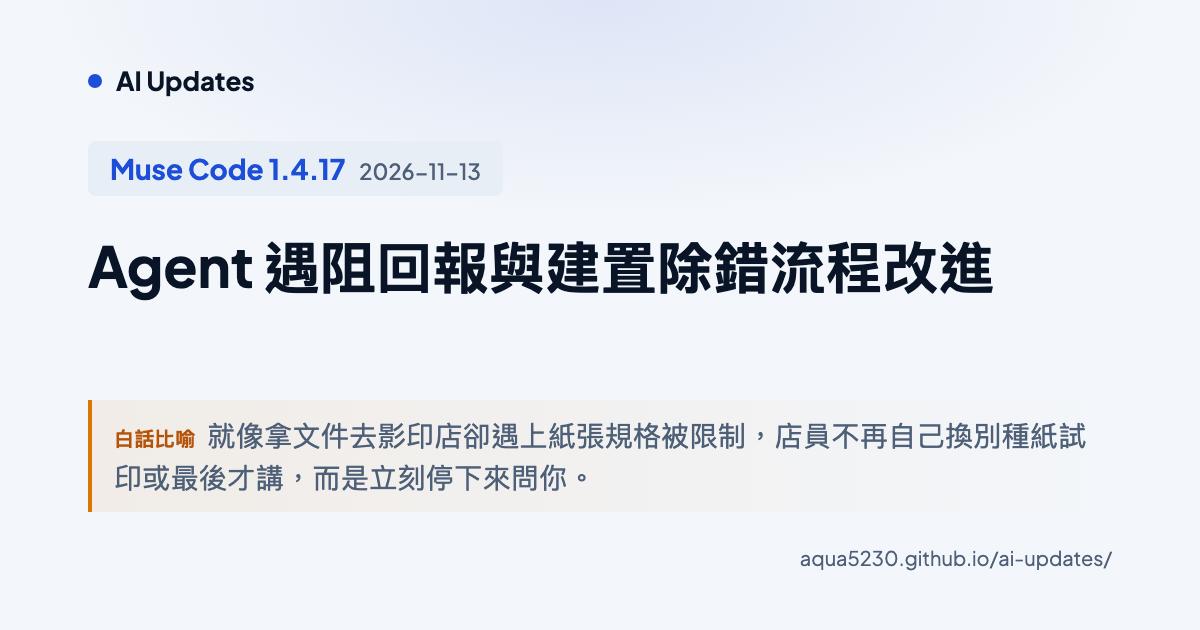 AI Updates
Muse Code 1.4.17 2026-11-13
Agent 遇阻回報與建置除錯流程改進
白話比喻 就像拿文件去影印店卻遇上紙張規格被限制，店員不再自己換別種紙試
印或最後才講，而是立刻停下來問你。
aqua5230.github.io/ai-updates/